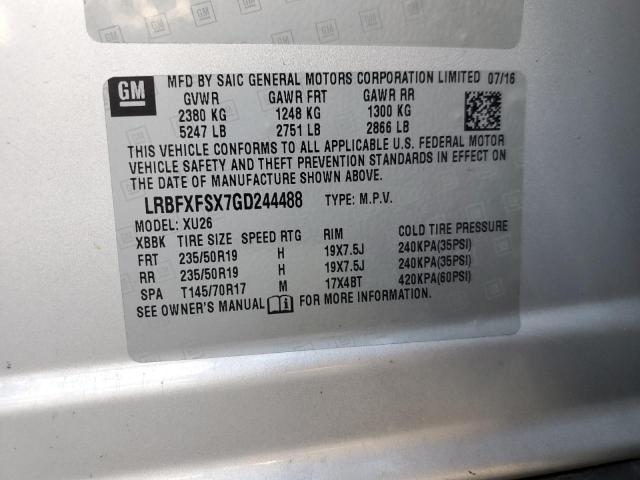 GM
MFD BY SAIC GENERAL MOTORS CORPORATION LIMITED 07/16
GVWR GAWR FRT GAWR RR
2380 KG 1248 KG 1300 KG
5247 LB 2751 LB 2866 LB
THIS VEHICLE CONFORMS TO ALL APPLICABLE U.S. FEDERAL MOTOR
VEHICLE SAFETY AND THEFT PREVENTION STANDARDS IN EFFECT ON
THE DATE OF MANUFACTURE SHOWN ABOVE.
LRBFXFSX7GD244488 TYPE: M.P.V.
MODEL: XU26
XBBK TIRE SIZE SPEED RTG RIM COLD TIRE PRESSURE
FRT 235/50R19 H 19X7.5J 240KPA(35PSI)
RR 235/50R19 H 19X7.5J 240KPA(35PSI)
SPA T145/70R17 M 17X4BT 420KPA(60PSI)
SEE OWNER'S MANUAL FOR MORE INFORMATION.